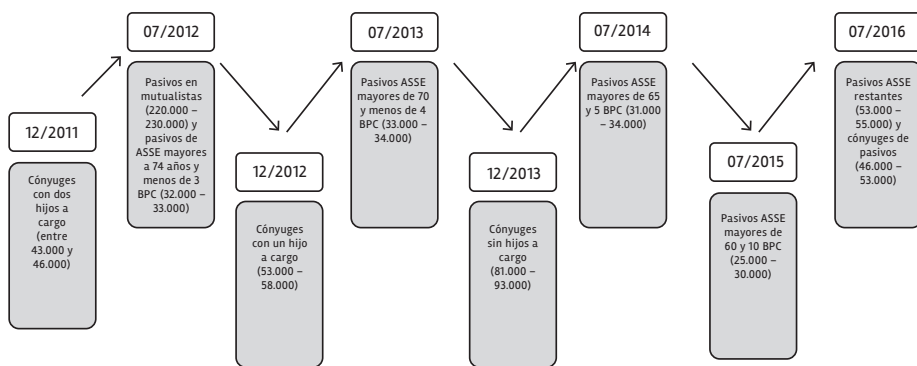 12/2011
Cónyuges
con dos
hijos a
cargo
(entre
43.000 y
46.000)
07/2012
Pasivos en
mutualistas
(220.000 –
230.000) y
pasivos de
ASSE mayores
a 74 años y
menos de 3
BPC (32.000 –
33.000)
12/2012
Cónyuges
con un hijo
a cargo
(53.000 –
58.000)
07/2013
Pasivos ASSE
mayores de 70
y menos de 4
BPC (33.000 –
34.000)
12/2013
Cónyuges
sin hijos a
cargo
(81.000 –
93.000)
07/2014
Pasivos ASSE
mayores de 65
y 5 BPC (31.000
– 34.000)
07/2015
Pasivos ASSE
mayores de
60 y 10 BPC
(25.000 –
30.000)
07/2016
Pasivos ASSE
restantes
(53.000 –
55.000) y
cónyuges de
pasivos
(46.000 –
53.000)